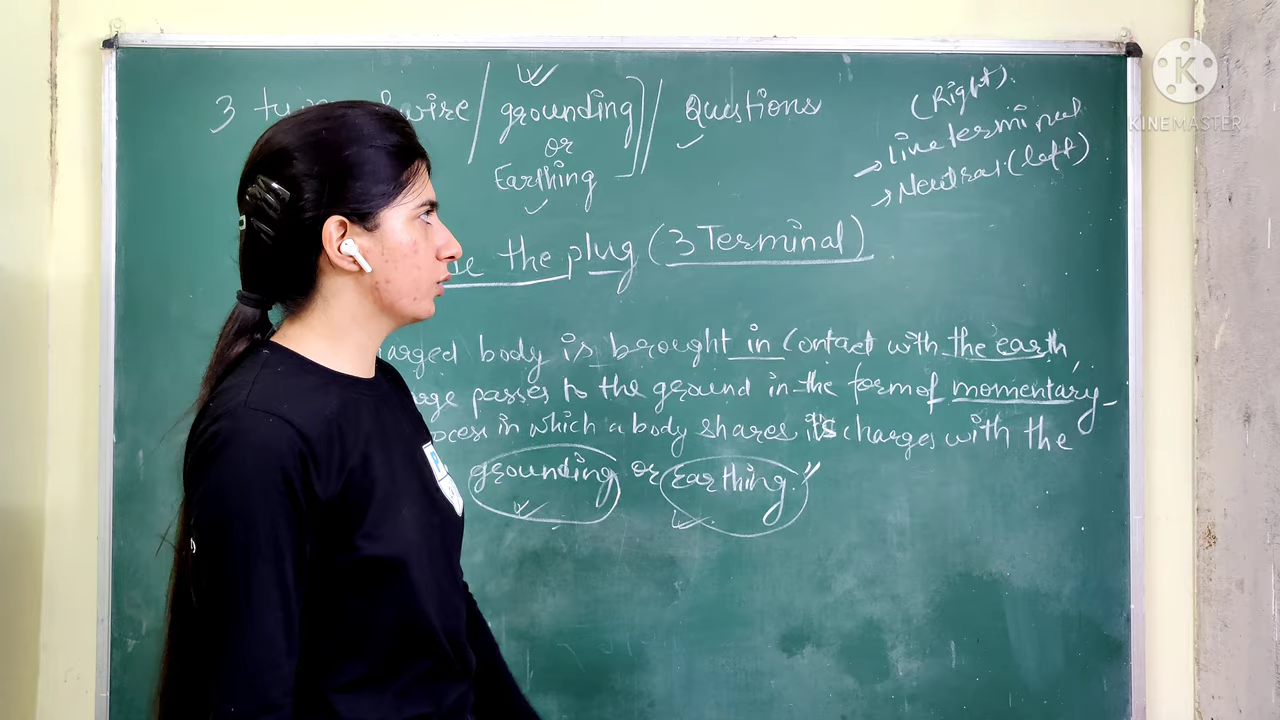 3 wire / grounding // Questions
or
Earthing
(Right).
→ live terminal
→ Neutral (left)
the plug (3 Terminal).
body is brought in contact with the earth,
passes to the ground in the form of momentary-
in which a body shares its charges with the
grounding or earthing."
K
KINEMASTER